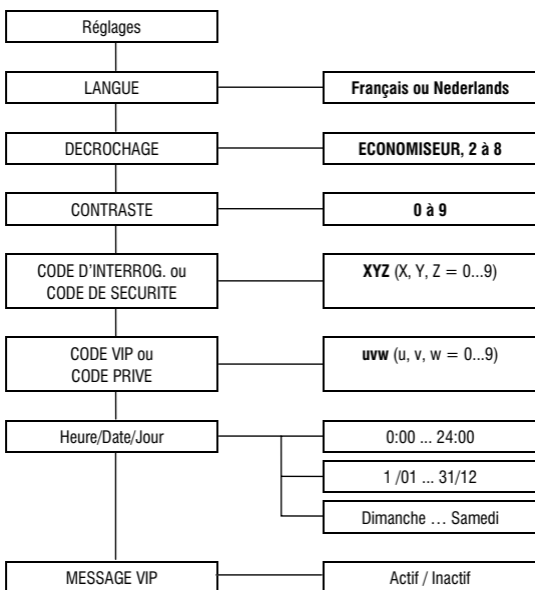 Réglages
LANGUE
Français ou Nederlands
DECROCHAGE
ECONOMISEUR, 2 à 8
CONTRASTE
0 à 9
CODE D'INTERROG. ou
CODE DE SECURITE
XYZ (X, Y, Z = 0...9)
CODE VIP ou
CODE PRIVE
uvw (u, v, w = 0...9)
Heure/Date/Jour
0:00 ... 24:00
1 /01 ... 31/12
Dimanche … Samedi
MESSAGE VIP
Actif / Inactif